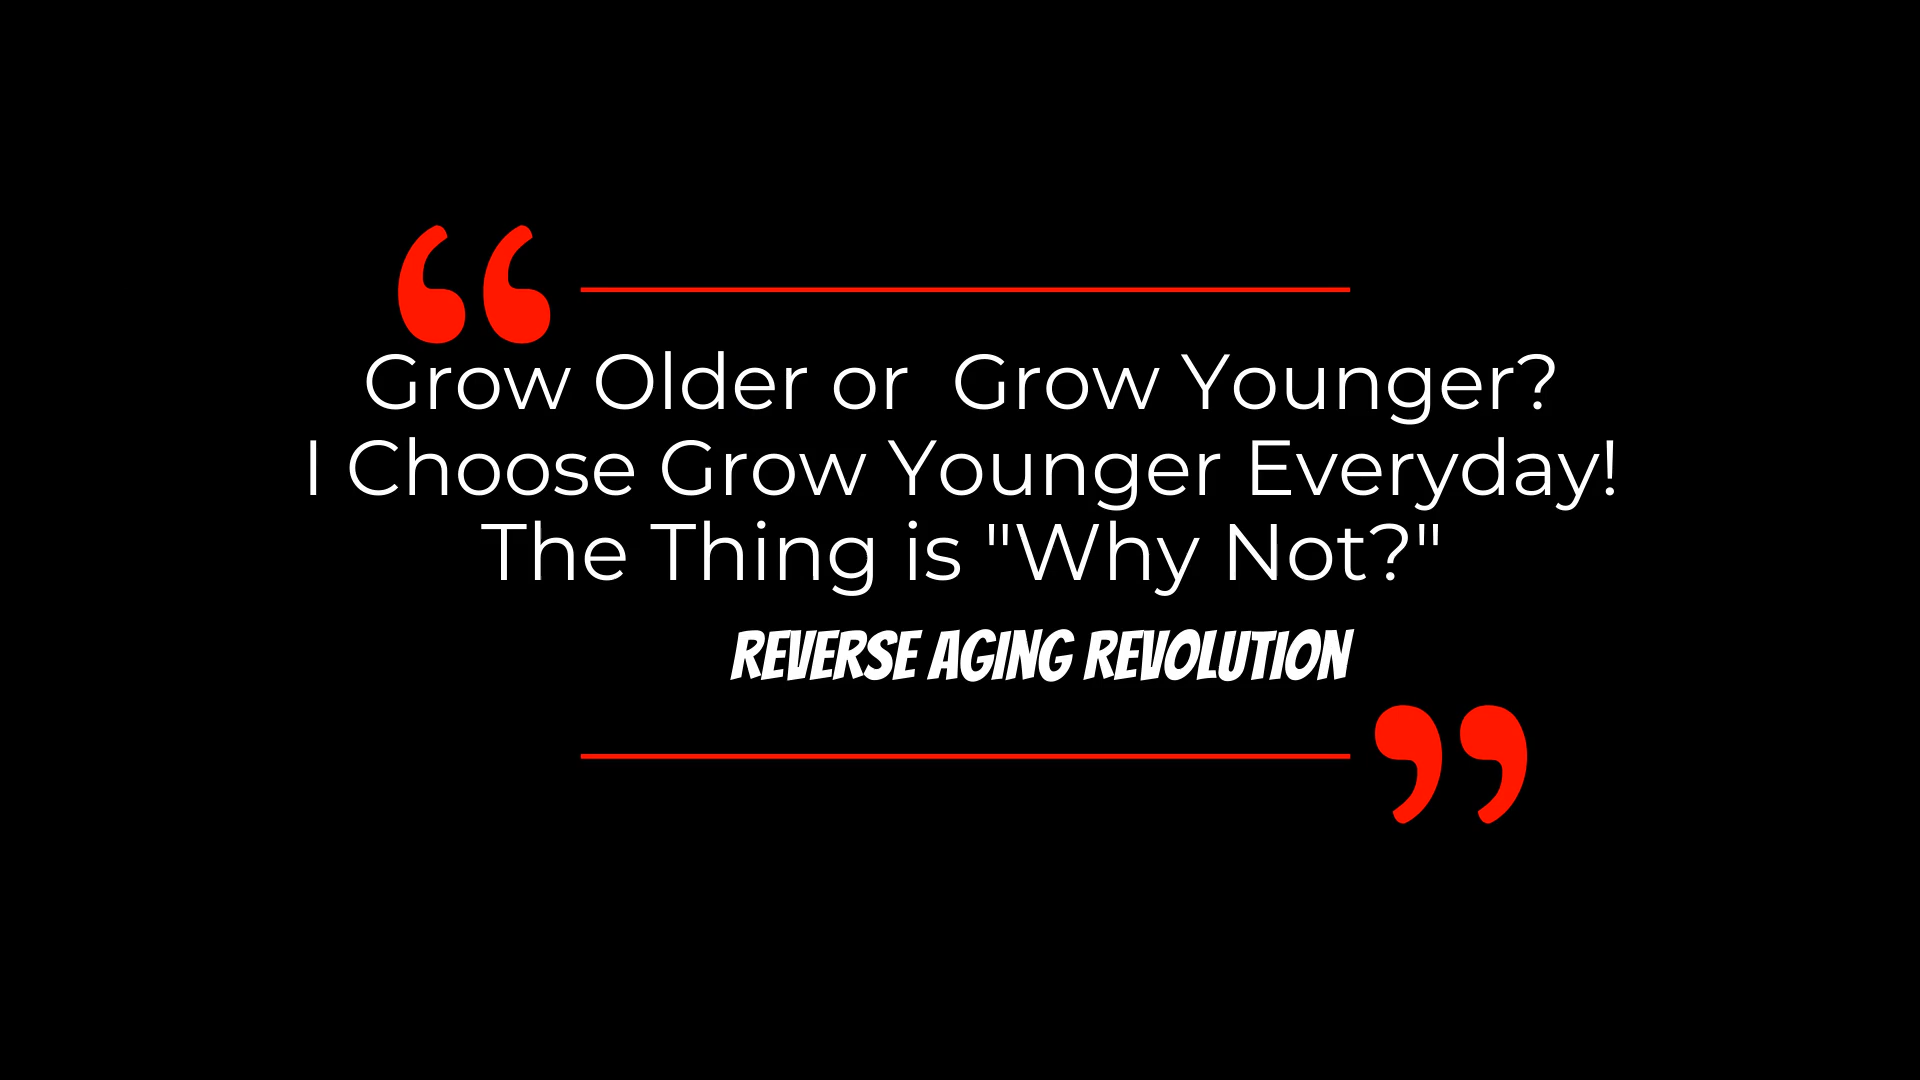 “
Grow Older or  Grow Younger?
I Choose Grow Younger Everyday!
The Thing is "Why Not?"
REVERSE AGING REVOLUTION
”